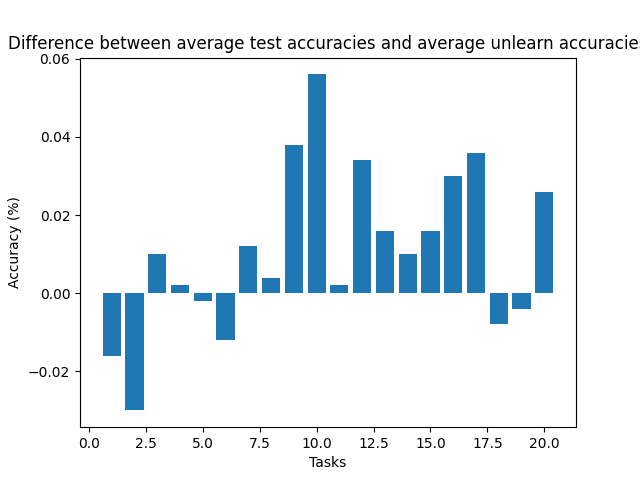 Difference between average test accuracies and average unlearn accuracies
0.06
0.04
0.02
0.00
−0.02
Accuracy (%)
0.0 2.5 5.0 7.5 10.0 12.5 15.0 17.5 20.0
Tasks